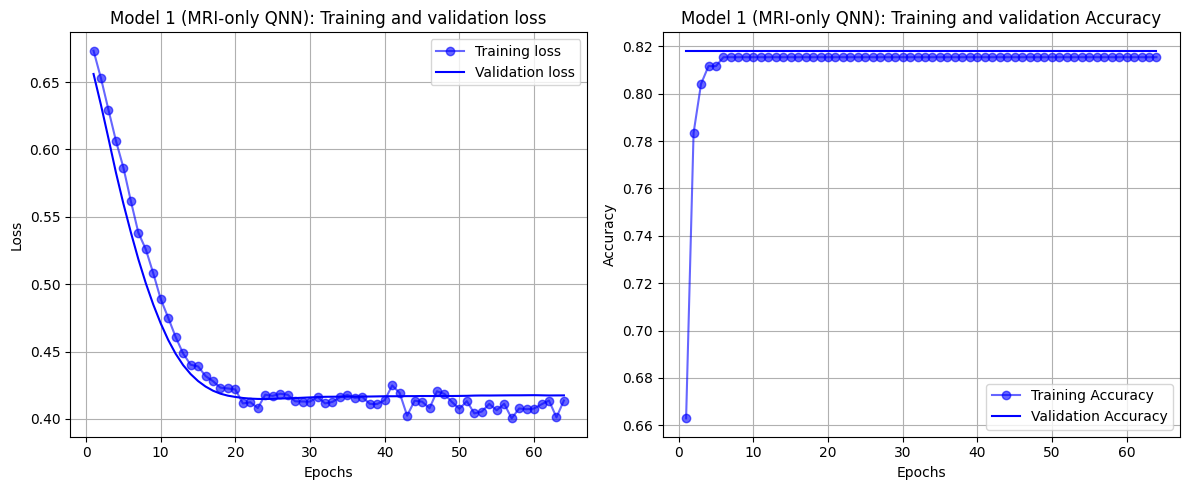 Model 1 (MRI-only QNN): Training and validation loss
Training loss
Validation loss
0.65
0.60
0.55
0.50
0.45
0.40
Loss
0
10
20
30
40
50
60
Epochs
Model 1 (MRI-only QNN): Training and validation Accuracy
0.82
0.80
0.78
0.76
0.74
0.72
0.70
0.68
0.66
Accuracy
Training Accuracy
Validation Accuracy
0
10
20
30
40
50
60
Epochs